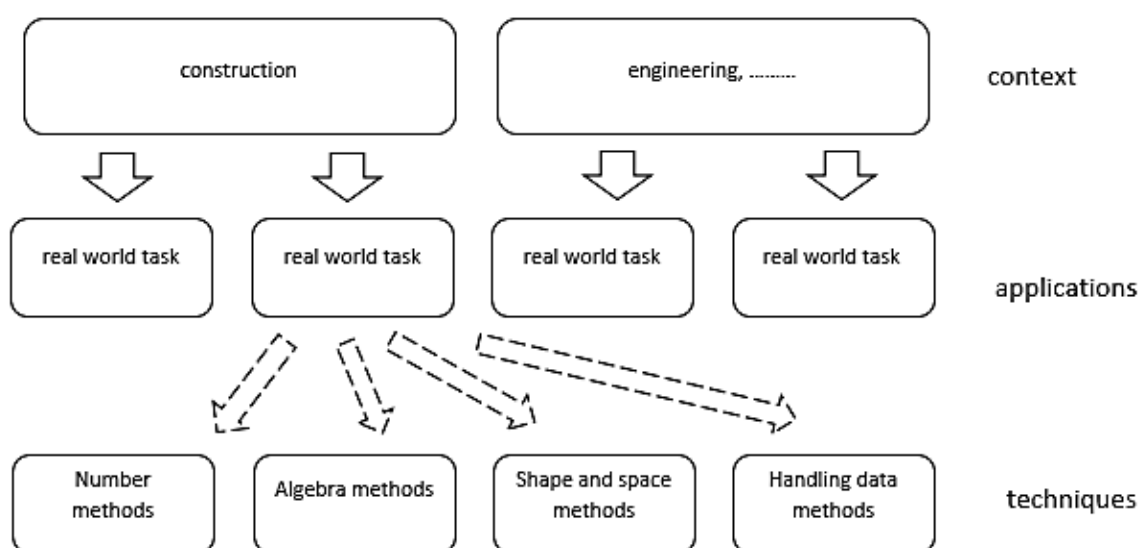 construction
engineering, .........
context
real world task
real world task
real world task
real world task
applications
Number
methods
Algebra methods
Shape and space
methods
Handling data
methods
techniques